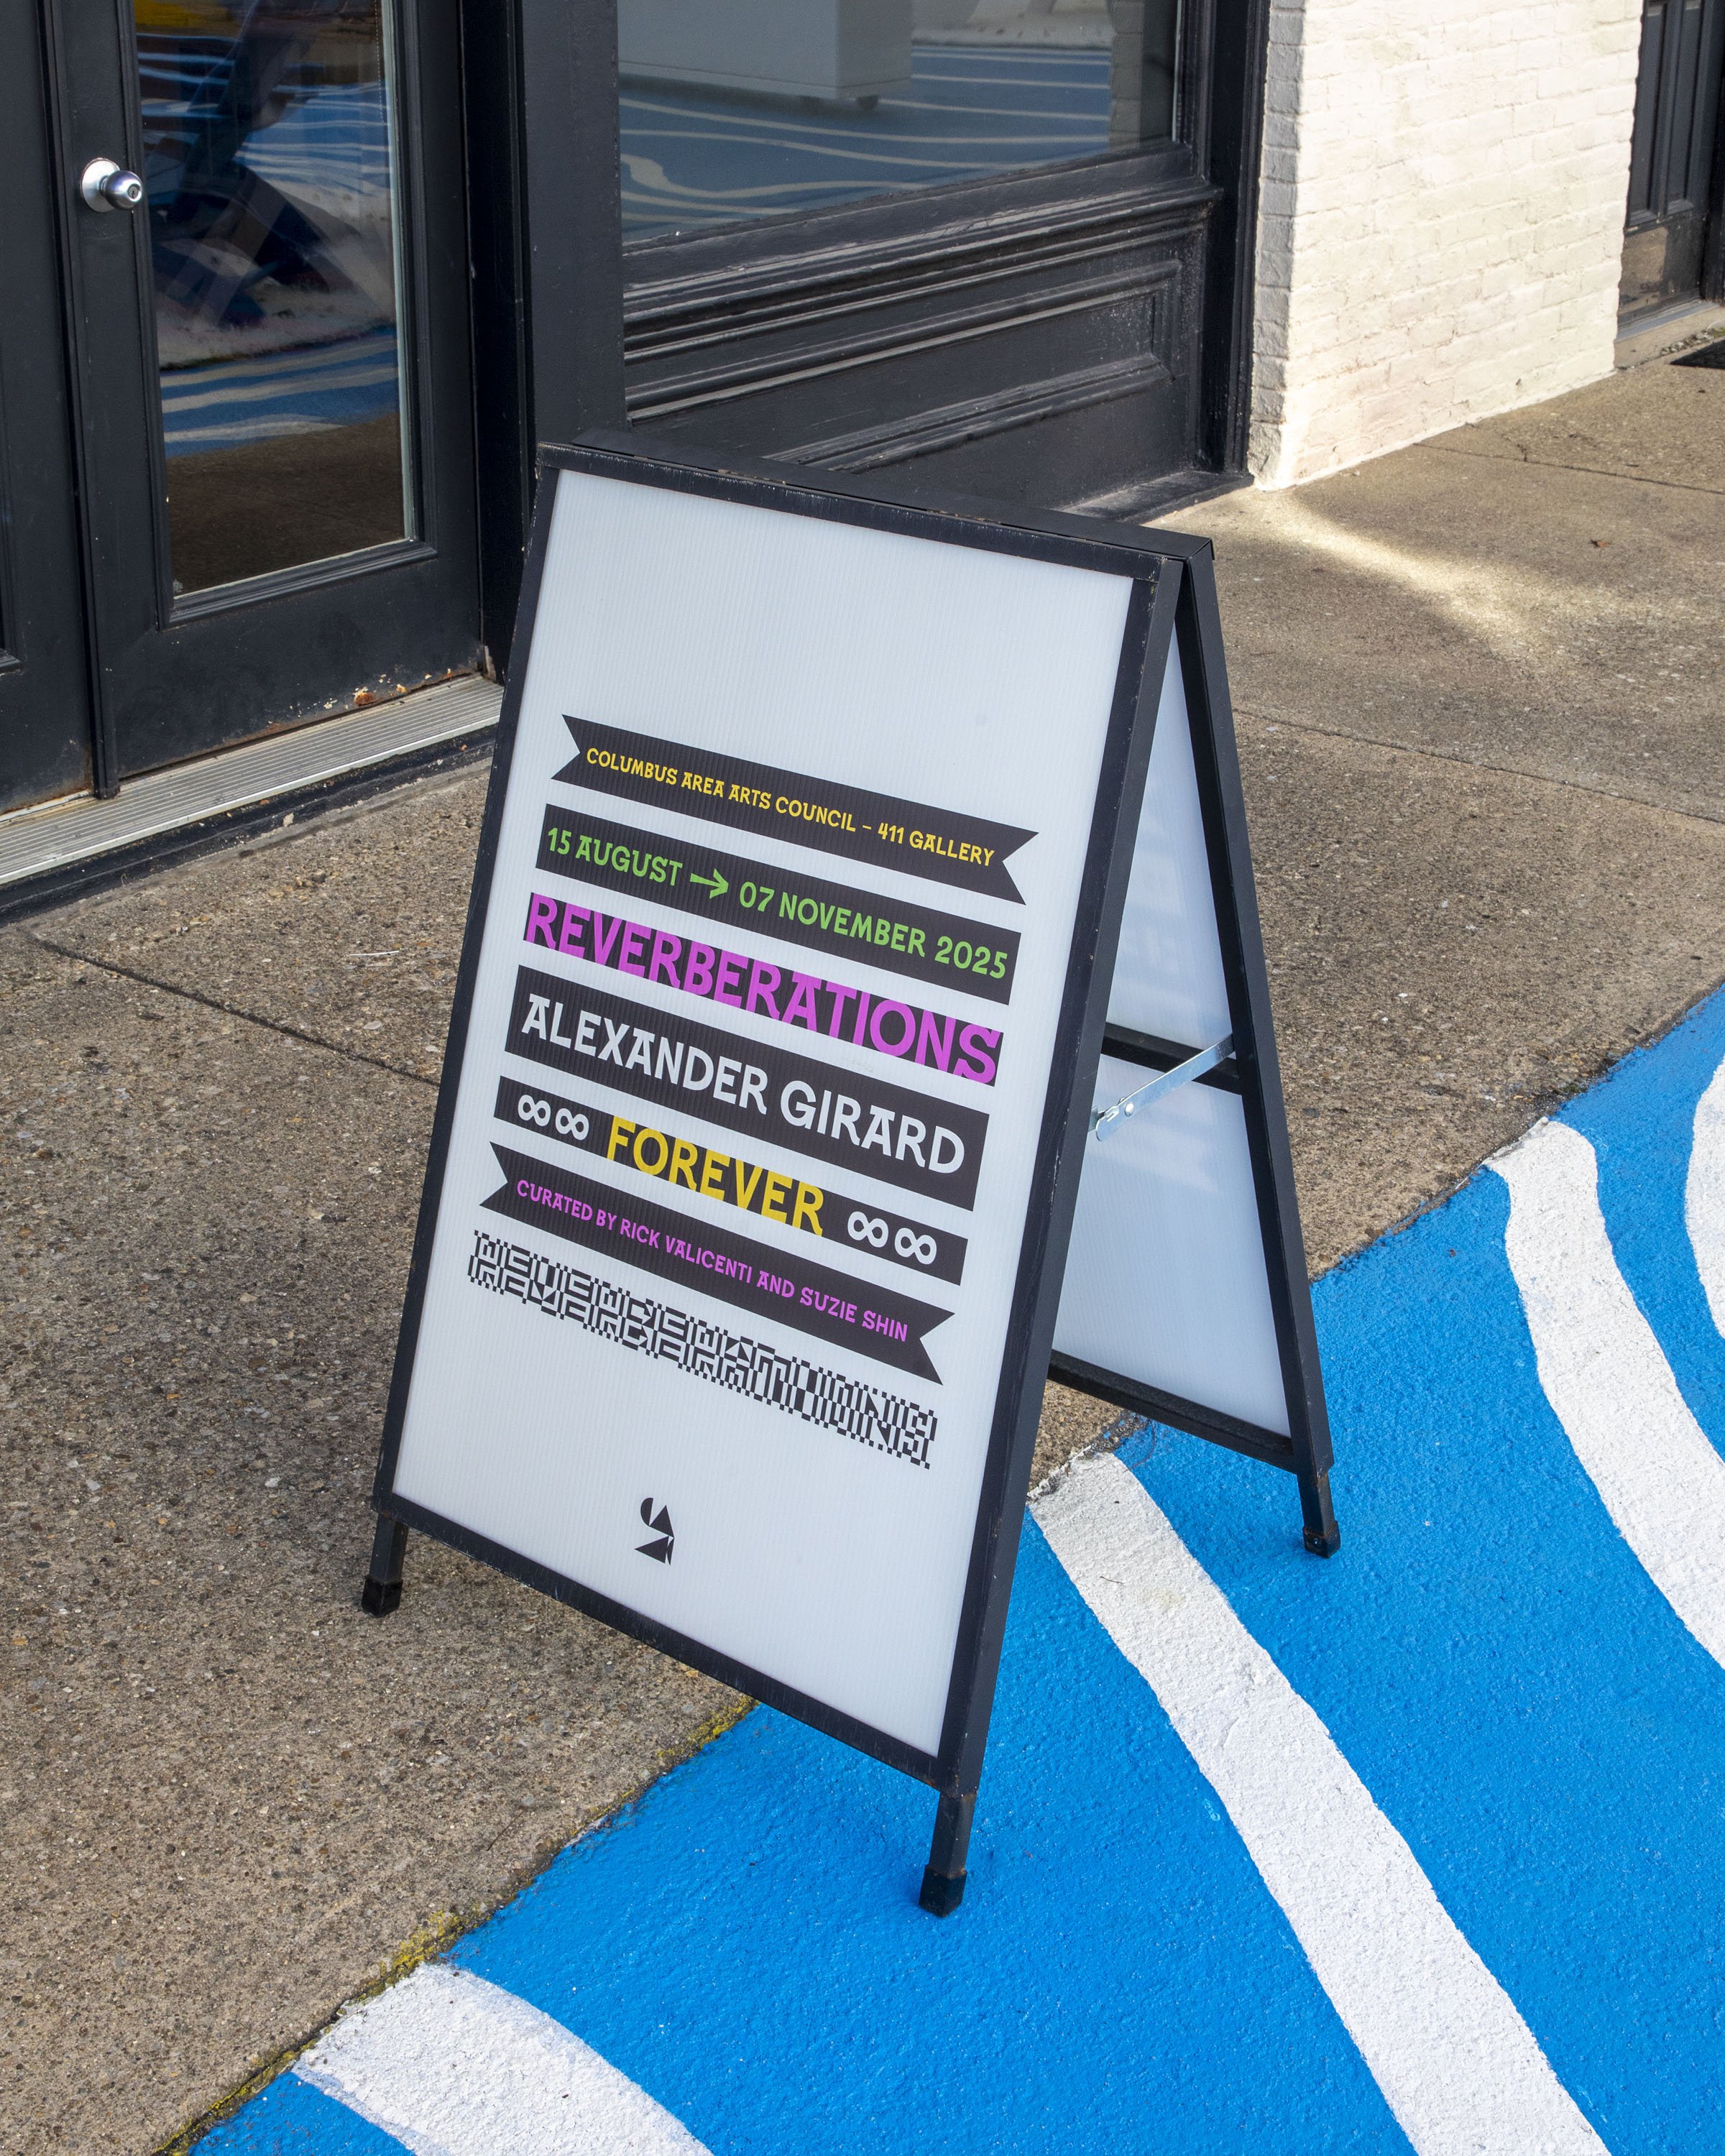 COLUMBUS AREA ARTS COUNCIL – 411 GALLERY
15 AUGUST → 07 NOVEMBER 2025
REVERBERATIONS
ALEXANDER GIRARD
∞∞ FOREVER ∞∞
CURATED BY RICK VALICENTI AND SUZIE SHIN
REVERBERATIONS